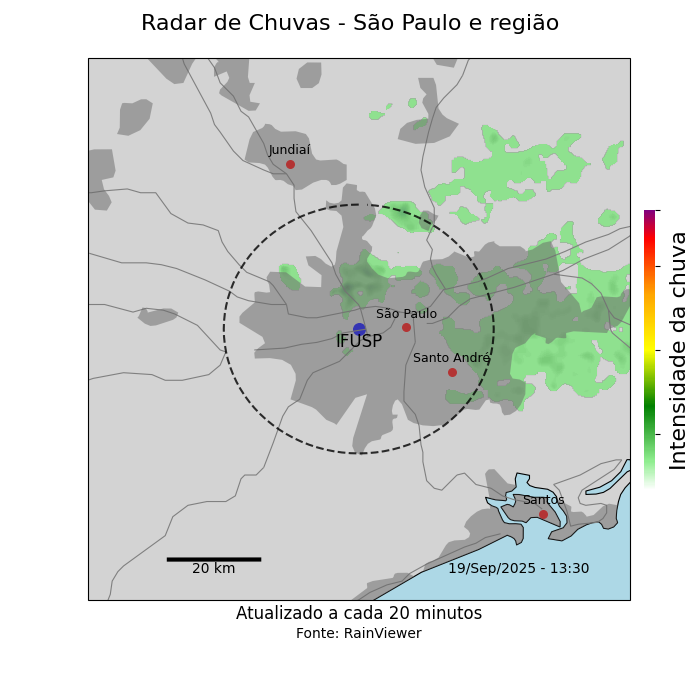 Radar de Chuvas - São Paulo e região
Jundiaí
São Paulo
IFUSP
Santo André
Santos
20 km
19/Sep/2025 - 13:30
Intensidade da chuva
Atualizado a cada 20 minutos
Fonte: RainViewer